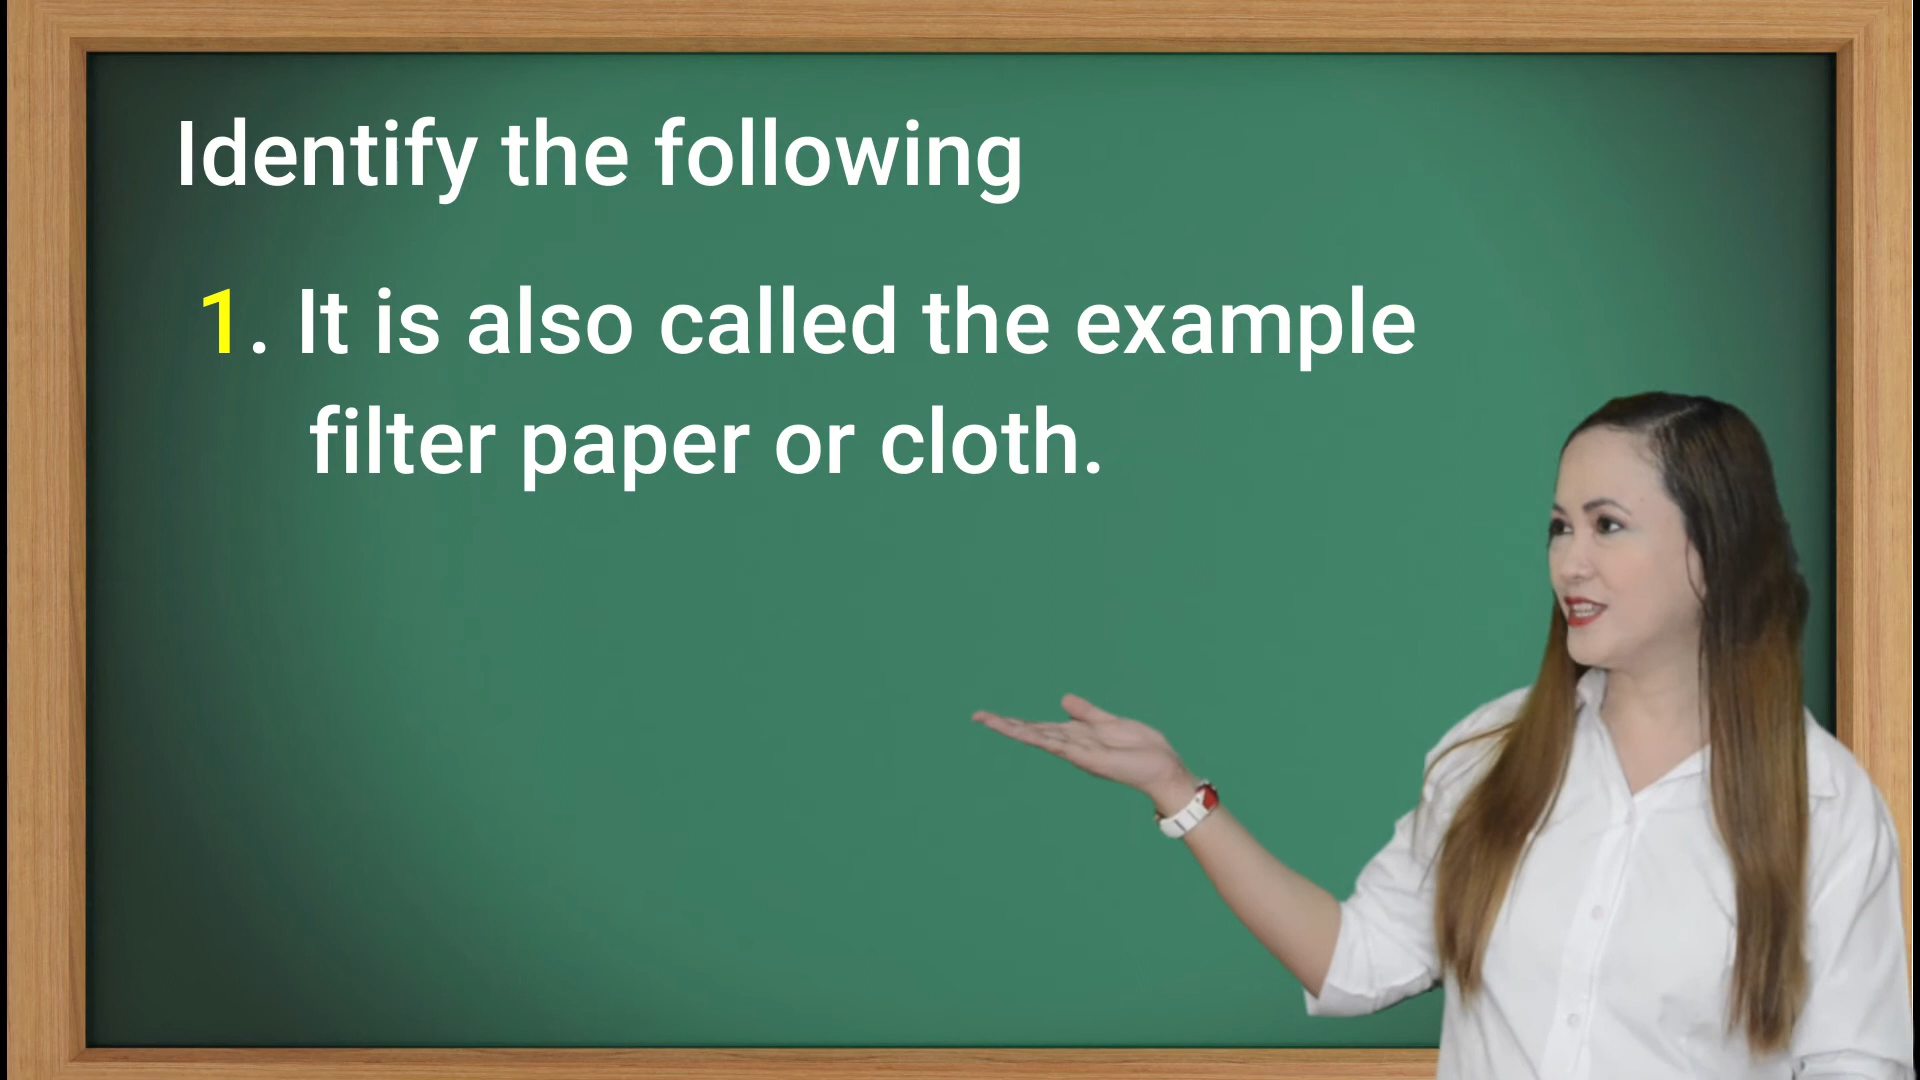 Identify the following
1. It is also called the example
filter paper or cloth.